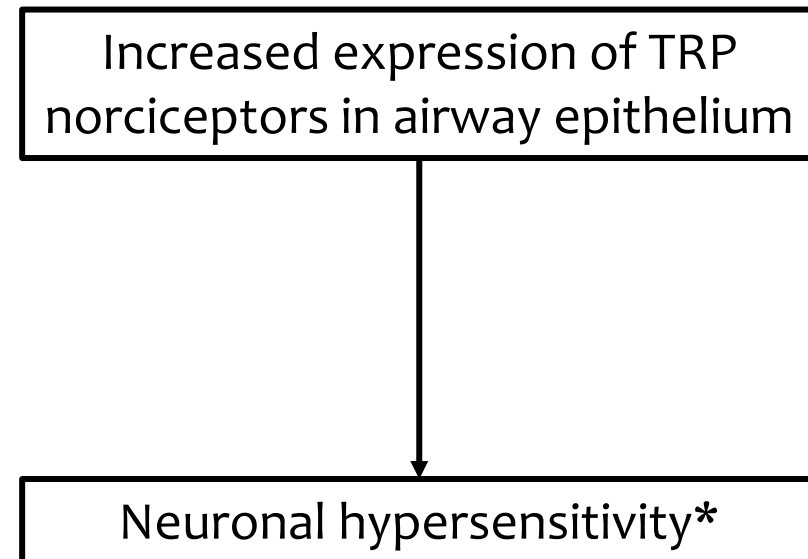 Increased expression of TRP
norciceptors in airway epithelium
Neuronal hypersensitivity*